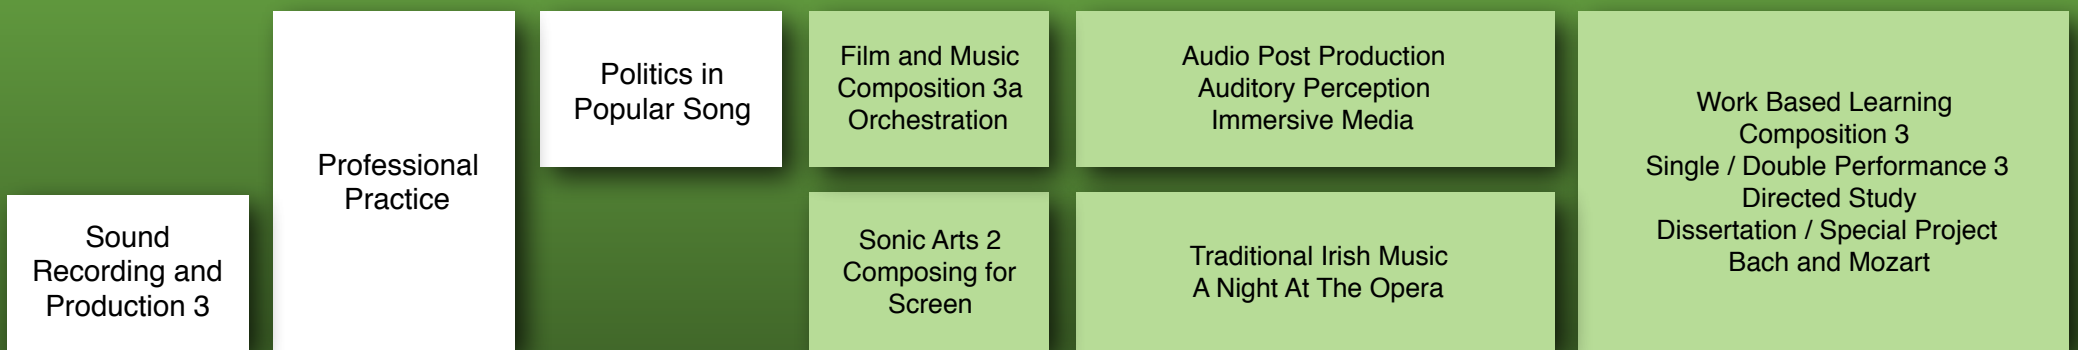 Sound
Recording and
Production 3
Professional
Practice
Politics in
Popular Song
Film and Music
Composition 3a
Orchestration
Sonic Arts 2
Composing for
Screen
Audio Post Production
Auditory Perception
Immersive Media
Traditional Irish Music
A Night At The Opera
Work Based Learning
Composition 3
Single / Double Performance 3
Directed Study
Dissertation / Special Project
Bach and Mozart